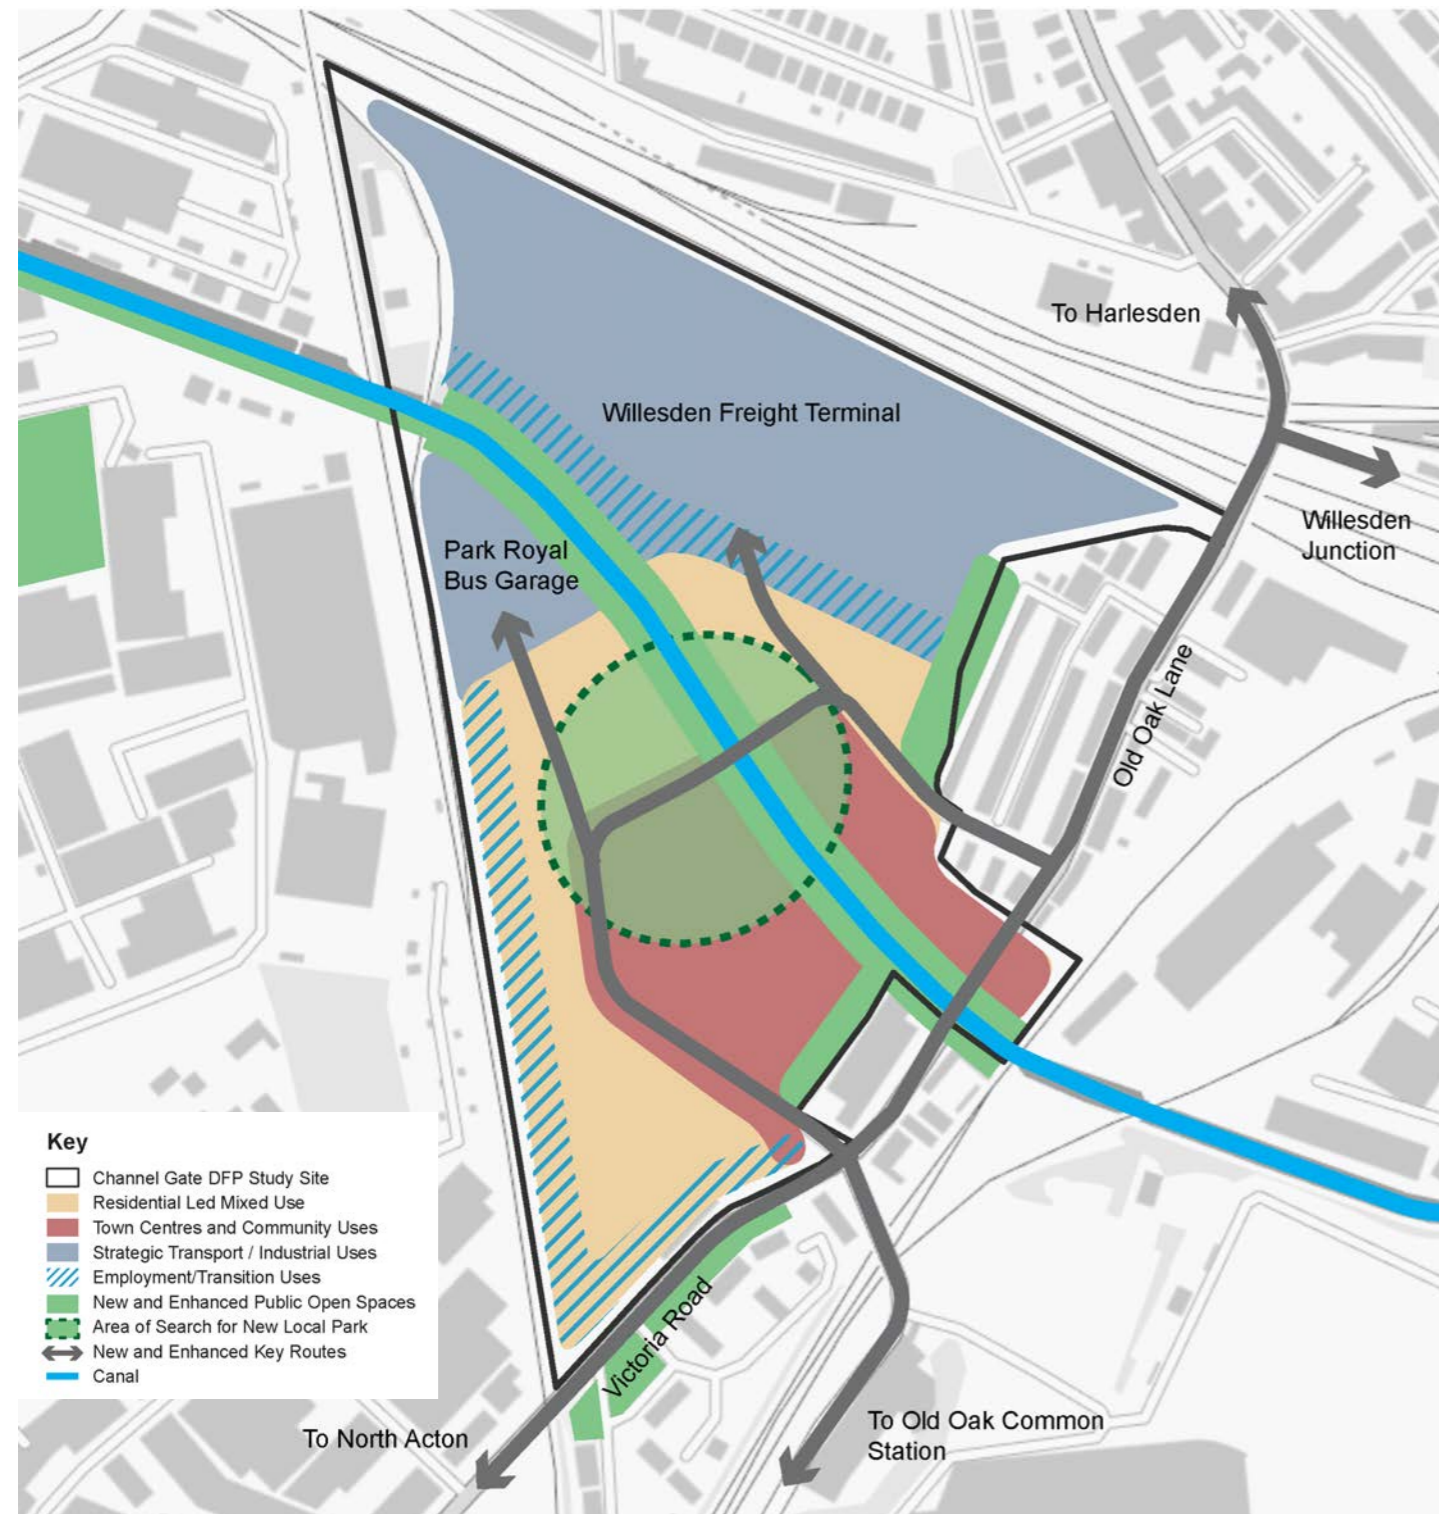 To Harlesden
Willesden Freight Terminal
Willesden
Junction
Park Royal
Bus Garage
Old Oak Lane
Victoria Road
To North Acton
To Old Oak Common
Station
Key
Channel Gate DFP Study Site
Residential Led Mixed Use
Town Centres and Community Uses
Strategic Transport / Industrial Uses
Employment/Transition Uses
New and Enhanced Public Open Spaces
Area of Search for New Local Park
New and Enhanced Key Routes
Canal